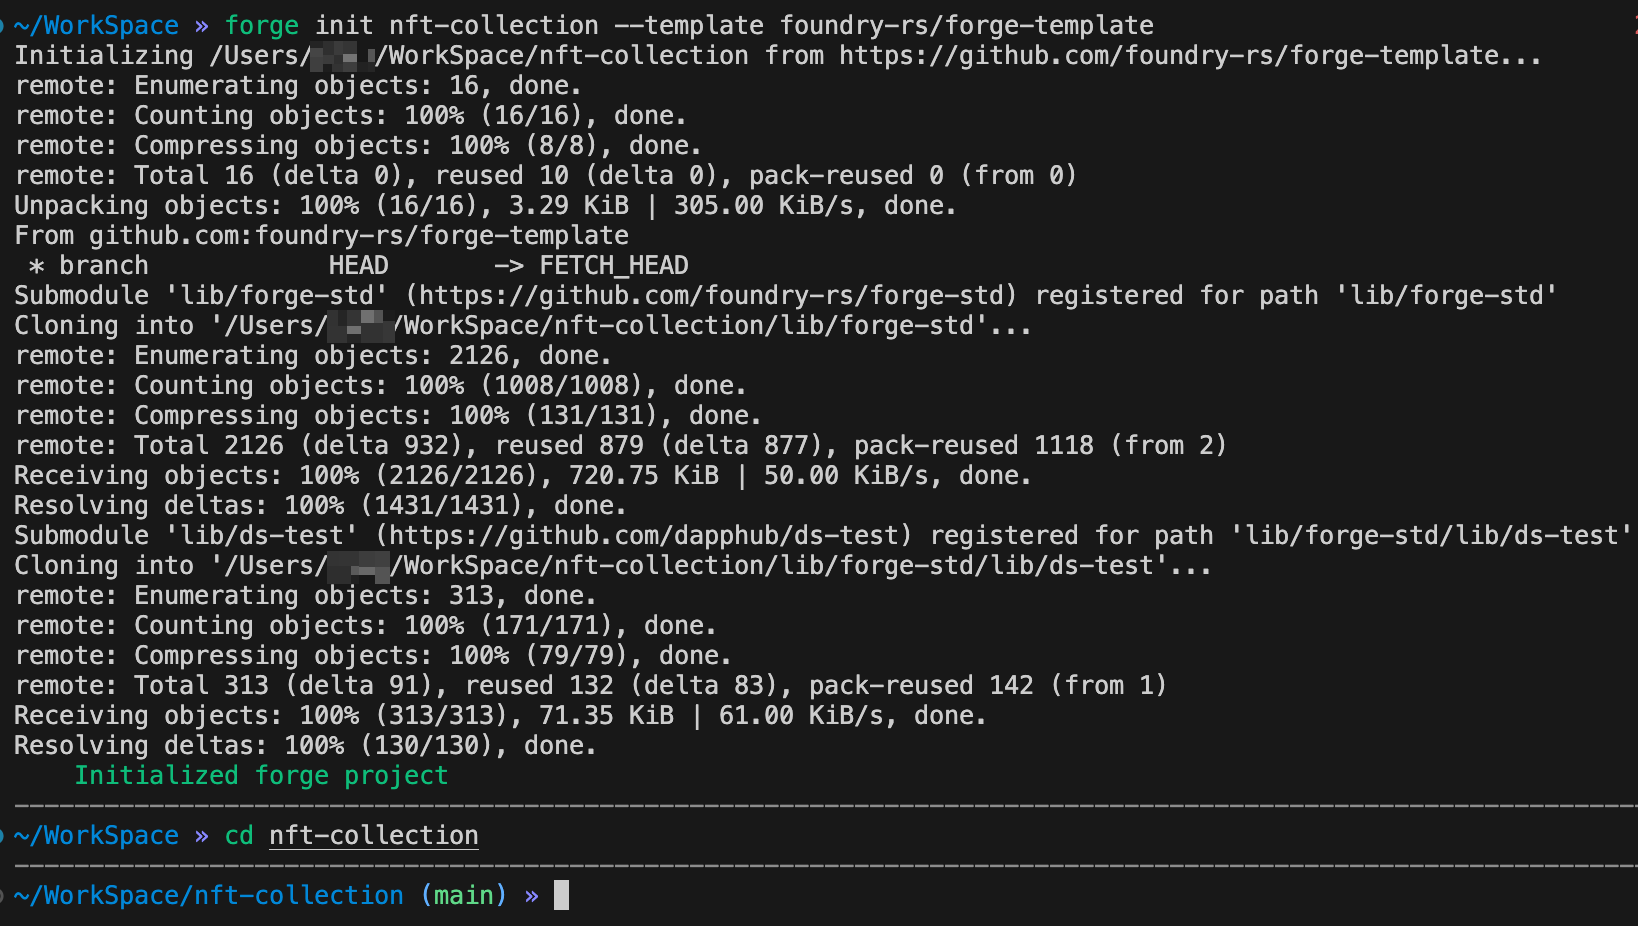 ~/WorkSpace » forge init nft-collection --template foundry-rs/forge-template
Initializing /Users/ /WorkSpace/nft-collection from https://github.com/foundry-rs/forge-template...
remote: Enumerating objects: 16, done.
remote: Counting objects: 100% (16/16), done.
remote: Compressing objects: 100% (8/8), done.
remote: Total 16 (delta 0), reused 10 (delta 0), pack-reused 0 (from 0)
Unpacking objects: 100% (16/16), 3.29 KiB | 305.00 KiB/s, done.
From github.com:foundry-rs/forge-template
 * branch            HEAD       -> FETCH_HEAD
Submodule 'lib/forge-std' (https://github.com/foundry-rs/forge-std) registered for path 'lib/forge-std'
Cloning into '/Users/ /WorkSpace/nft-collection/lib/forge-std'...
remote: Enumerating objects: 2126, done.
remote: Counting objects: 100% (1008/1008), done.
remote: Compressing objects: 100% (131/131), done.
remote: Total 2126 (delta 932), reused 879 (delta 877), pack-reused 1118 (from 2)
Receiving objects: 100% (2126/2126), 720.75 KiB | 50.00 KiB/s, done.
Resolving deltas: 100% (1431/1431), done.
Submodule 'lib/ds-test' (https://github.com/dapphub/ds-test) registered for path 'lib/forge-std/lib/ds-test'
Cloning into '/Users/ /WorkSpace/nft-collection/lib/forge-std/lib/ds-test'...
remote: Enumerating objects: 313, done.
remote: Counting objects: 100% (171/171), done.
remote: Compressing objects: 100% (79/79), done.
remote: Total 313 (delta 91), reused 132 (delta 83), pack-reused 142 (from 1)
Receiving objects: 100% (313/313), 71.35 KiB | 61.00 KiB/s, done.
Resolving deltas: 100% (130/130), done.
    Initialized forge project
~/WorkSpace » cd nft-collection
~/WorkSpace/nft-collection (main) »